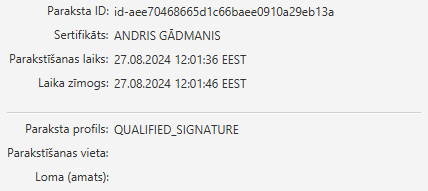 Paraksta ID: id-aee70468665d1c66baee0910a29eb13a
Sertifikāts: ANDRIS GĀDMANIS
Parakstīšanas laiks: 27.08.2024 12:01:36 EEST
Laika zīmogs: 27.08.2024 12:01:46 EEST
Paraksta profils: QUALIFIED_SIGNATURE
Parakstīšanas vieta:
Loma (amats):